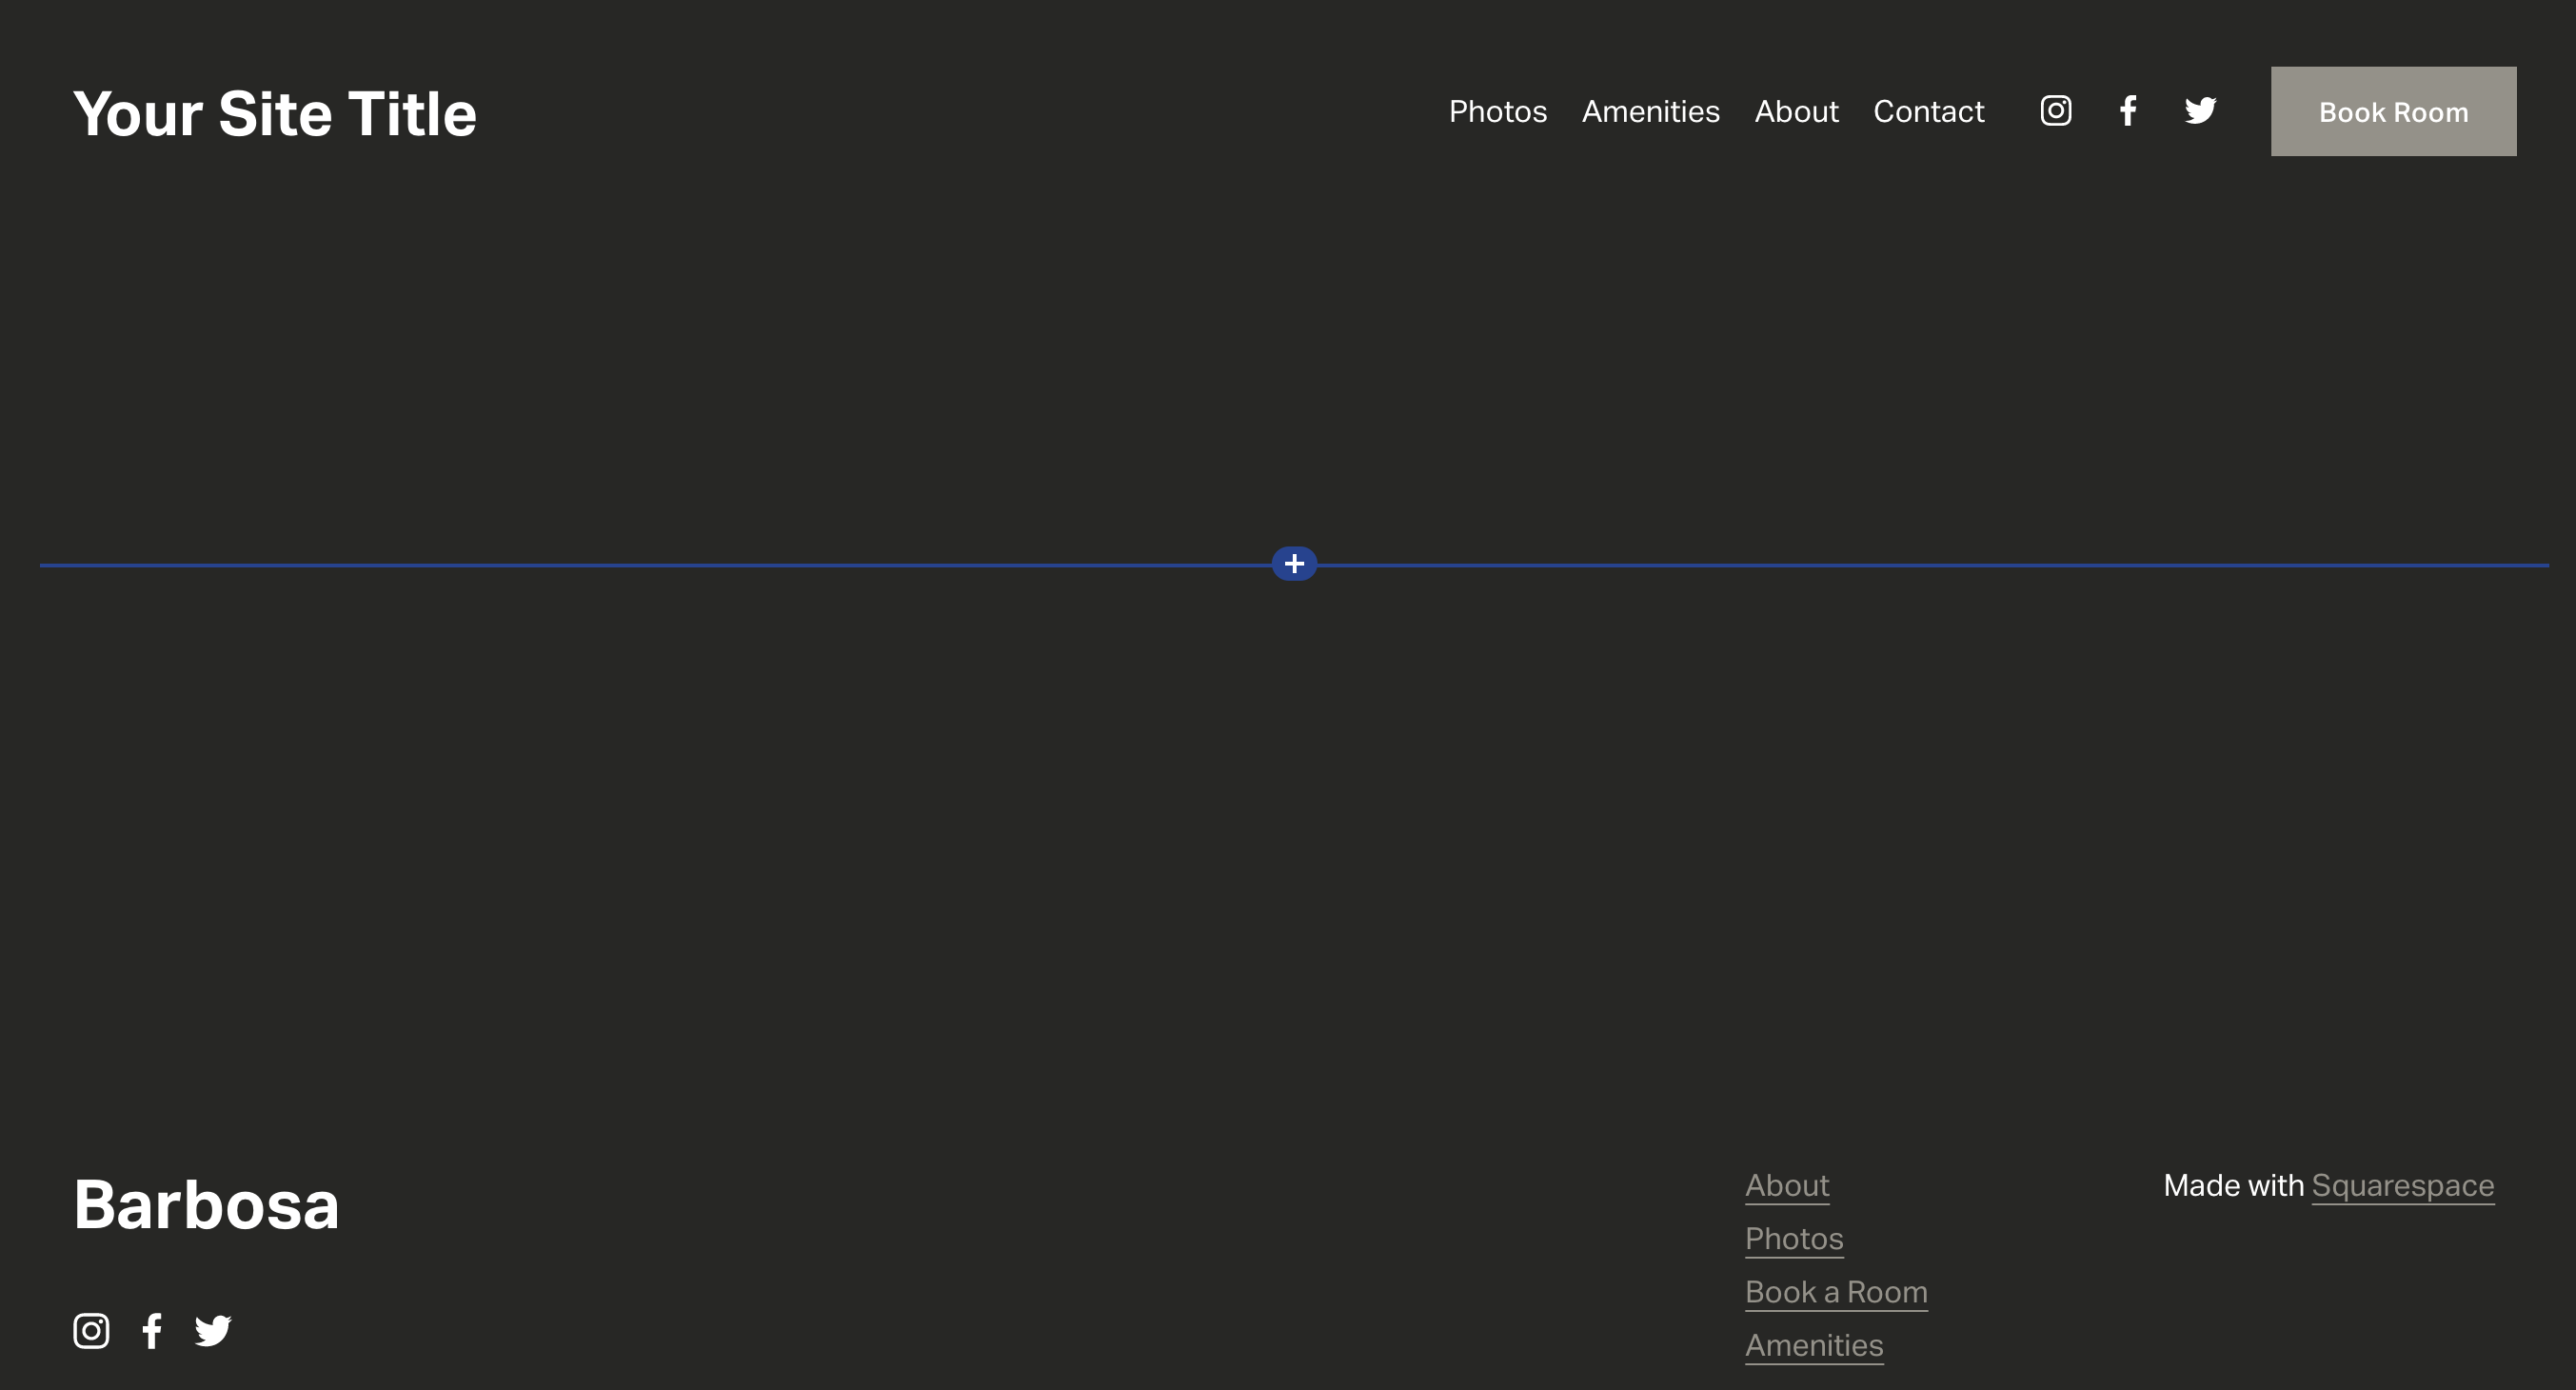 Your Site Title
Photos Amenities About Contact Book Room
Barbosa
About
Photos
Book a Room
Amenities
Made with Squarespace